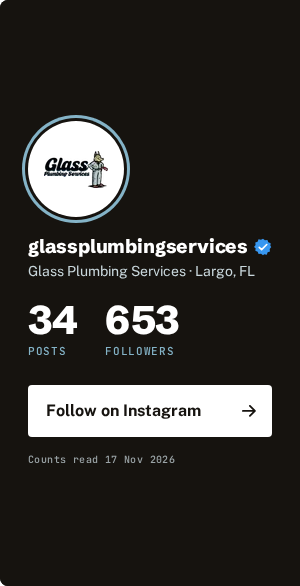 Glass
Plumbing Services
glassplumbingservices
Glass Plumbing Services · Largo, FL
34 653
POSTS FOLLOWERS
Follow on Instagram →
Counts read 17 Nov 2026